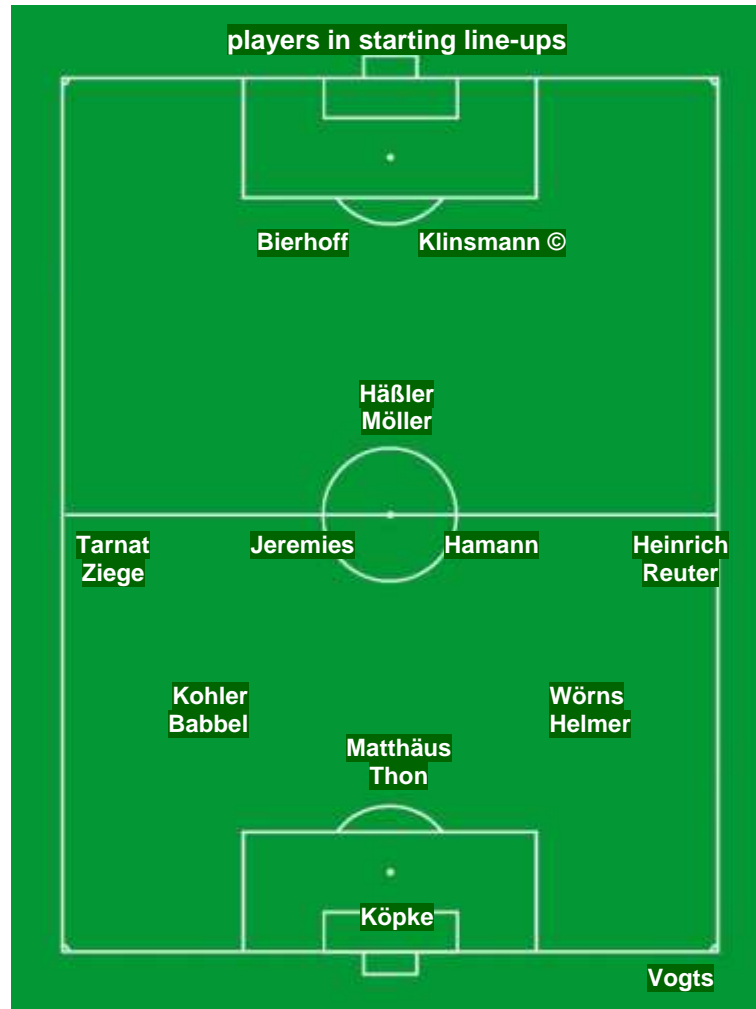 players in starting line-ups
Bierhoff
Klinsmann ©
Häßler
Möller
Tarnat
Ziege
Jeremies
Hamann
Heinrich
Reuter
Kohler
Babbel
Wörns
Helmer
Matthäus
Thon
Köpke
Vogts